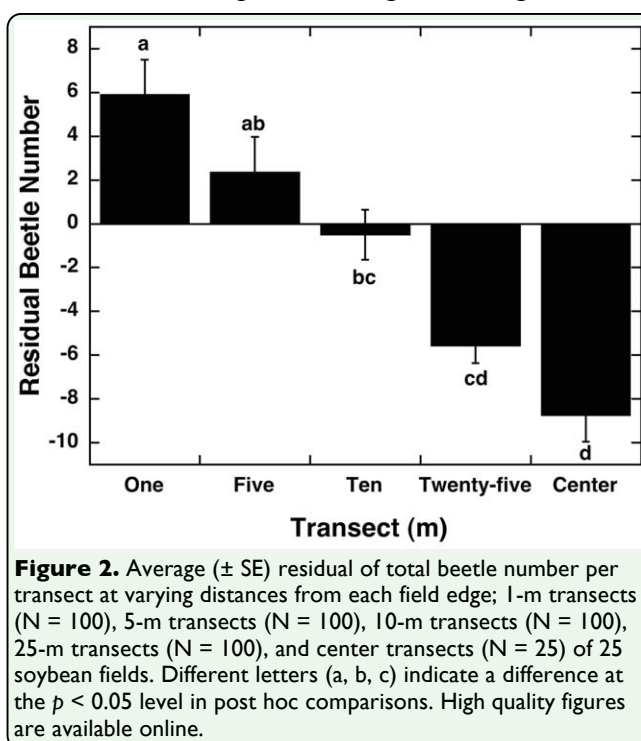 8
6
4
2
0
-2
-4
-6
-8
-10
Residual Beetle Number
a
ab
bc
cd
d
One Five Ten Twenty-five Center
Transect (m)
Figure 2. Average (± SE) residual of total beetle number per
transect at varying distances from each field edge; 1-m transects
(N = 100), 5-m transects (N = 100), 10-m transects (N = 100),
25-m transects (N = 100), and center transects (N = 25) of 25
soybean fields. Different letters (a, b, c) indicate a difference at
the p < 0.05 level in post hoc comparisons. High quality figures
are available online.